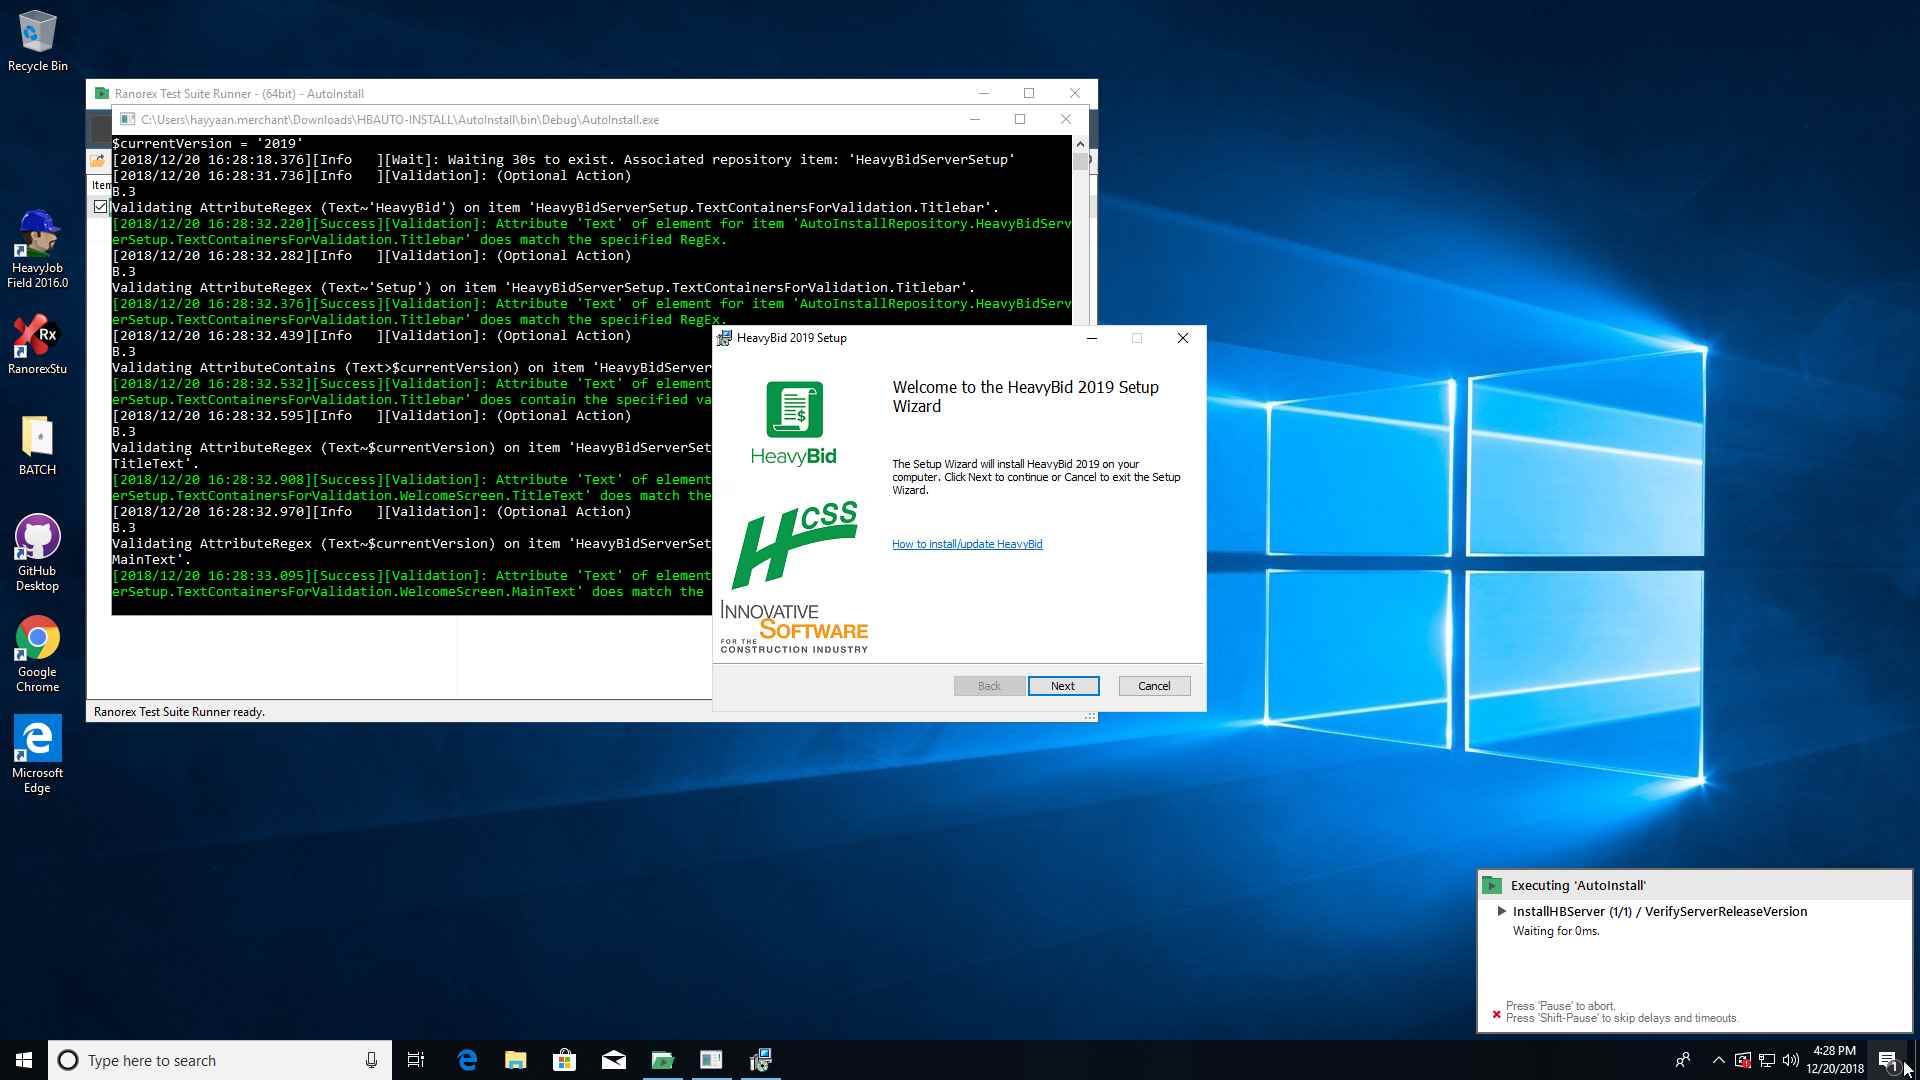 Recycle Bin
HeavyJob
Field 2016.0
Rx
RanorexStu
BATCH
GitHub
Desktop
Google
Chrome
Microsoft
Edge
Ranorex Test Suite Runner - (64bit) - AutoInstall
Item
C:\Users\hayyaan.merchant\Downloads\HBAUTO-INSTALL\AutoInstall\bin\Debug\AutoInstall.exe
$currentVersion = '2019'
[2018/12/20 16:28:18.376][Info   ][Wait]: Waiting 30s to exist. Associated repository item: 'HeavyBidServerSetup'
[2018/12/20 16:28:31.736][Info   ][Validation]: (Optional Action)
B.3
Validating AttributeRegex (Text~'HeavyBid') on item 'HeavyBidServerSetup.TextContainersForValidation.Titlebar'.
[2018/12/20 16:28:32.220][Success][Validation]: Attribute 'Text' of element for item 'AutoInstallRepository.HeavyBidServ
erSetup.TextContainersForValidation.Titlebar' does match the specified RegEx.
[2018/12/20 16:28:32.282][Info   ][Validation]: (Optional Action)
B.3
Validating AttributeRegex (Text~'Setup') on item 'HeavyBidServerSetup.TextContainersForValidation.Titlebar'.
[2018/12/20 16:28:32.376][Success][Validation]: Attribute 'Text' of element for item 'AutoInstallRepository.HeavyBidServ
erSetup.TextContainersForValidation.Titlebar' does match the specified RegEx.
[2018/12/20 16:28:32.439][Info   ][Validation]: (Optional Action)
B.3
Validating AttributeContains (Text>$currentVersion) on item 'HeavyBidServer
[2018/12/20 16:28:32.532][Success][Validation]: Attribute 'Text' of element
erSetup.TextContainersForValidation.Titlebar' does contain the specified va
[2018/12/20 16:28:32.595][Info   ][Validation]: (Optional Action)
B.3
Validating AttributeRegex (Text~$currentVersion) on item 'HeavyBidServerSet
TitleText'.
[2018/12/20 16:28:32.908][Success][Validation]: Attribute 'Text' of element
erSetup.TextContainersForValidation.WelcomeScreen.TitleText' does match the
[2018/12/20 16:28:32.970][Info   ][Validation]: (Optional Action)
B.3
Validating AttributeRegex (Text~$currentVersion) on item 'HeavyBidServerSet
MainText'.
[2018/12/20 16:28:33.095][Success][Validation]: Attribute 'Text' of element
erSetup.TextContainersForValidation.WelcomeScreen.MainText' does match the
Ranorex Test Suite Runner ready.
HeavyBid 2019 Setup
HeavyBid
HCSS
INNOVATIVE
SOFTWARE
FOR THE
CONSTRUCTION INDUSTRY
Welcome to the HeavyBid 2019 Setup
Wizard
The Setup Wizard will install HeavyBid 2019 on your
computer. Click Next to continue or Cancel to exit the Setup
Wizard.
How to install/update HeavyBid
Back
Next
Cancel
Executing 'AutoInstall'
InstallHBServer (1/1) / VerifyServerReleaseVersion
Waiting for 0ms.
Press 'Pause' to abort.
Press 'Shift-Pause' to skip delays and timeouts.
Type here to search
4:28 PM
12/20/2018
1